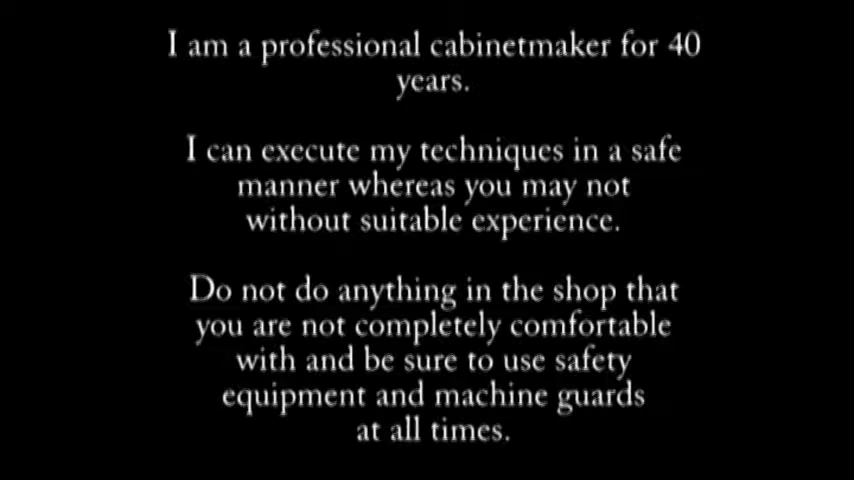 I am a professional cabinetmaker for 40
years.
I can execute my techniques in a safe
manner whereas you may not
without suitable experience.
Do not do anything in the shop that
you are not completely comfortable
with and be sure to use safety
equipment and machine guards
at all times.